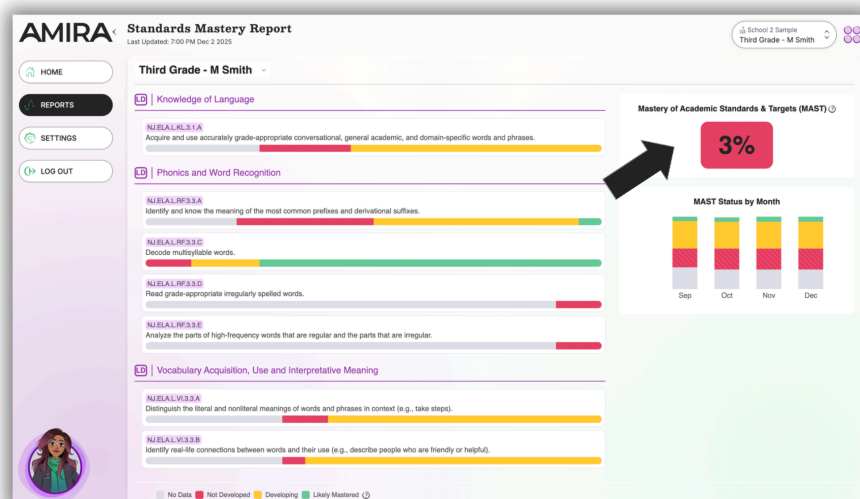 AMIRA
Standards Mastery Report
Last Updated: 7:00 PM Dec 2 2025
School 2 Sample
Third Grade - M Smith
HOME
REPORTS
SETTINGS
LOG OUT
Third Grade - M Smith
LD | Knowledge of Language
NJ.ELA.L.KL.3.1.A
Acquire and use accurately grade-appropriate conversational, general academic, and domain-specific words and phrases.
LD | Phonics and Word Recognition
NJ.ELA.L.RF.3.3.A
Identify and know the meaning of the most common prefixes and derivational suffixes.
NJ.ELA.L.RF.3.3.C
Decode multisyllable words.
NJ.ELA.L.RF.3.3.D
Read grade-appropriate irregularly spelled words.
NJ.ELA.L.RF.3.3.E
Analyze the parts of high-frequency words that are regular and the parts that are irregular.
LD | Vocabulary Acquisition, Use and Interpretative Meaning
NJ.ELA.L.VI.3.3.A
Distinguish the literal and nonliteral meanings of words and phrases in context (e.g., take steps).
NJ.ELA.L.VI.3.3.B
Identify real-life connections between words and their use (e.g., describe people who are friendly or helpful).
No Data Not Developed Developing Likely Mastered ?
Mastery of Academic Standards & Targets (MAST) ?
3%
MAST Status by Month
Sep Oct Nov Dec